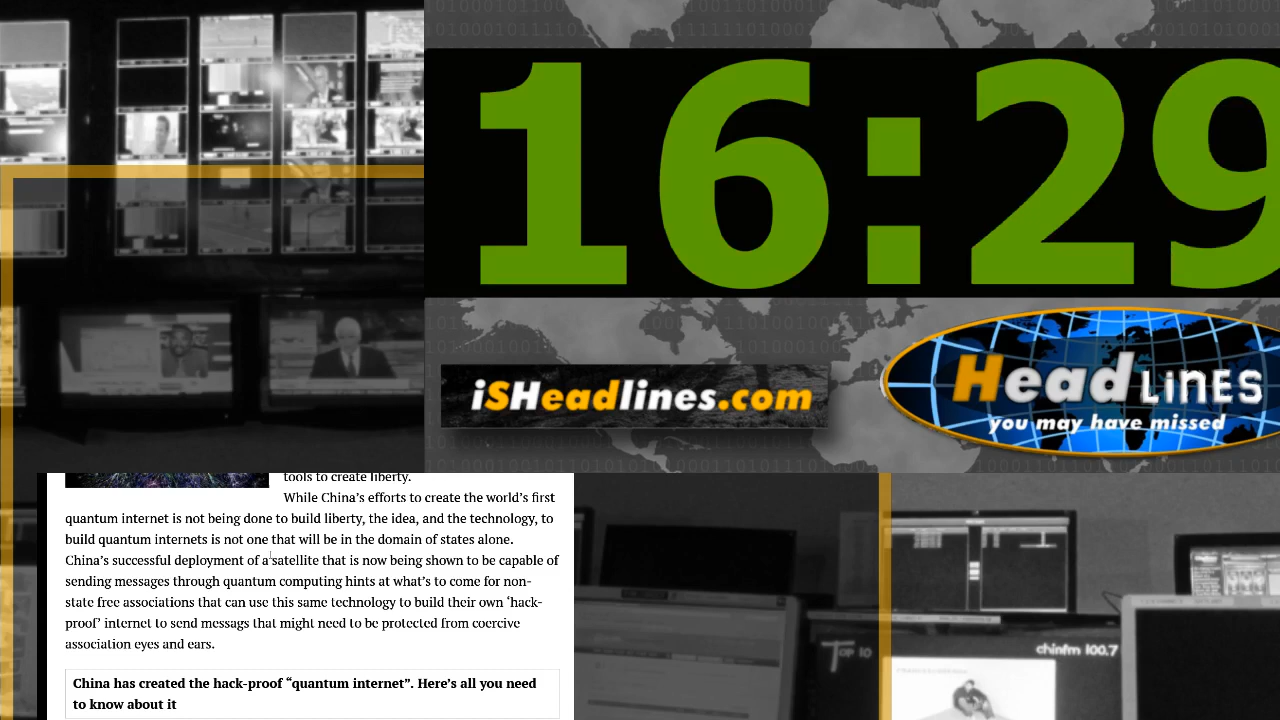 16:29
iSHeadlines.com
HeadLINES
you may have missed
tools to create liberty.
While China’s efforts to create the world’s first
quantum internet is not being done to build liberty, the idea, and the technology, to
build quantum internets is not one that will be in the domain of states alone.
China’s successful deployment of a satellite that is now being shown to be capable of
sending messages through quantum computing hints at what’s to come for non-
state free associations that can use this same technology to build their own ‘hack-
proof’ internet to send messags that might need to be protected from coercive
association eyes and ears.
China has created the hack-proof “quantum internet”. Here’s all you need
to know about it
TOP 10
chinfm 100.7